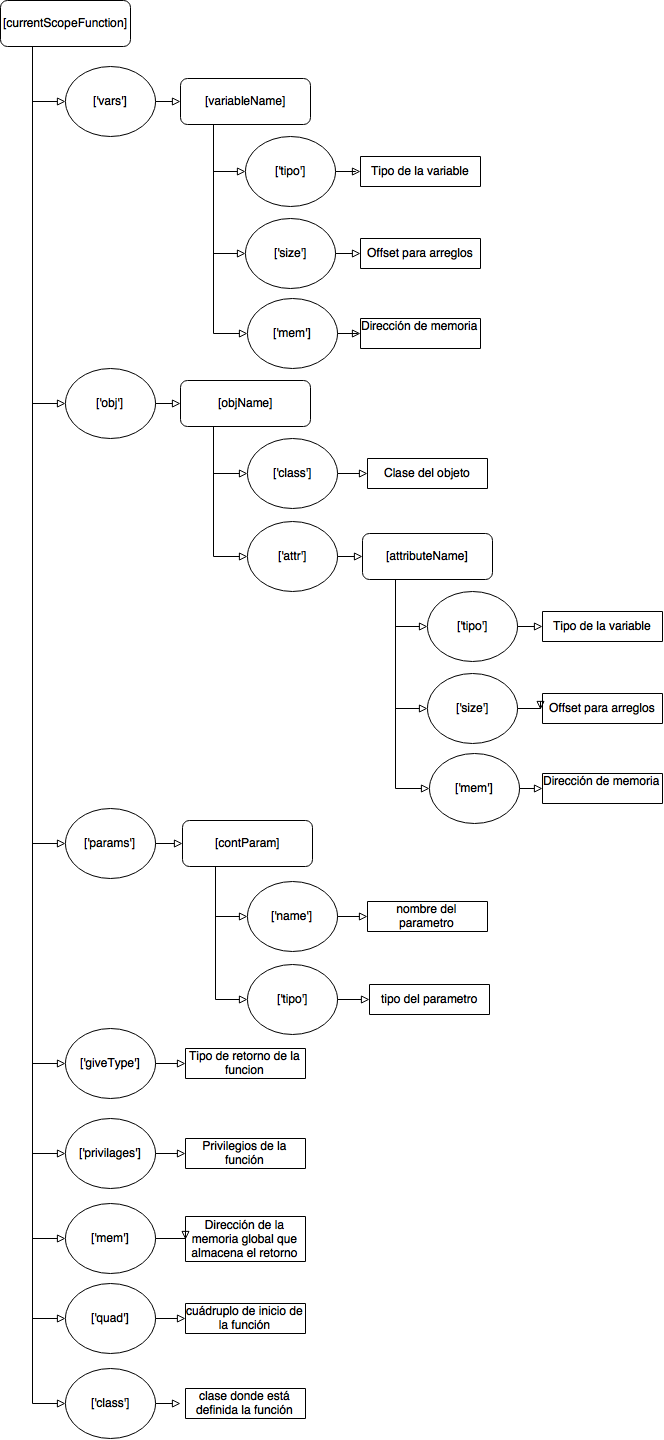 [currentScopeFunction]
['vars']
[variableName]
['tipo']
Tipo de la variable
['size']
Offset para arreglos
['mem']
Dirección de memoria
['obj']
[objName]
['class']
Clase del objeto
['attr']
[attributeName]
['tipo']
Tipo de la variable
['size']
Offset para arreglos
['mem']
Dirección de memoria
['params']
[contParam]
['name']
nombre del
parametro
['tipo']
tipo del parametro
['giveType']
Tipo de retorno de la
funcion
['privilages']
Privilegios de la
función
['mem']
Dirección de la
memoria global que
almacena el retorno
['quad']
cuádruplo de inicio de
la función
['class']
clase donde está
definida la función